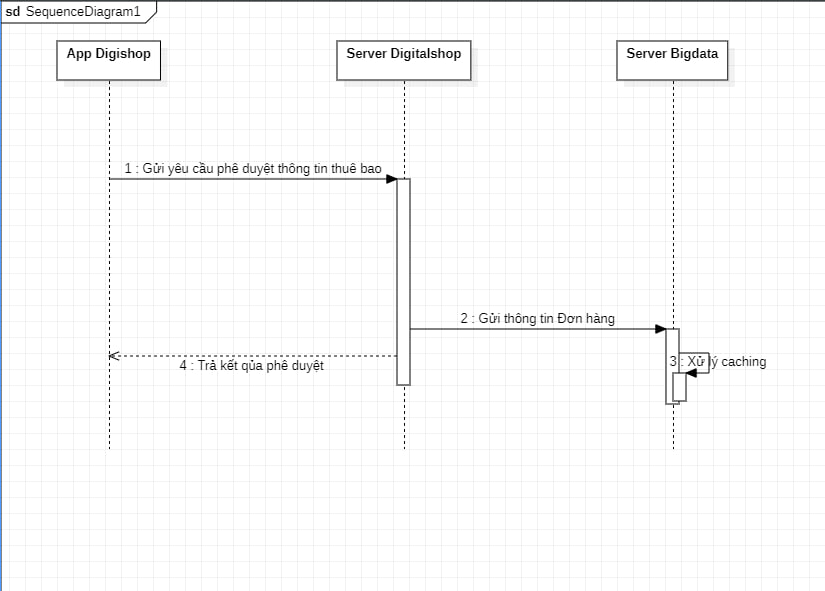 sd SequenceDiagram1
App Digishop
Server Digitalshop
Server Bigdata
1 : Gửi yêu cầu phê duyệt thông tin thuê bao
2 : Gửi thông tin Đơn hàng
3 : Xử lý caching
4 : Trả kết qủa phê duyệt